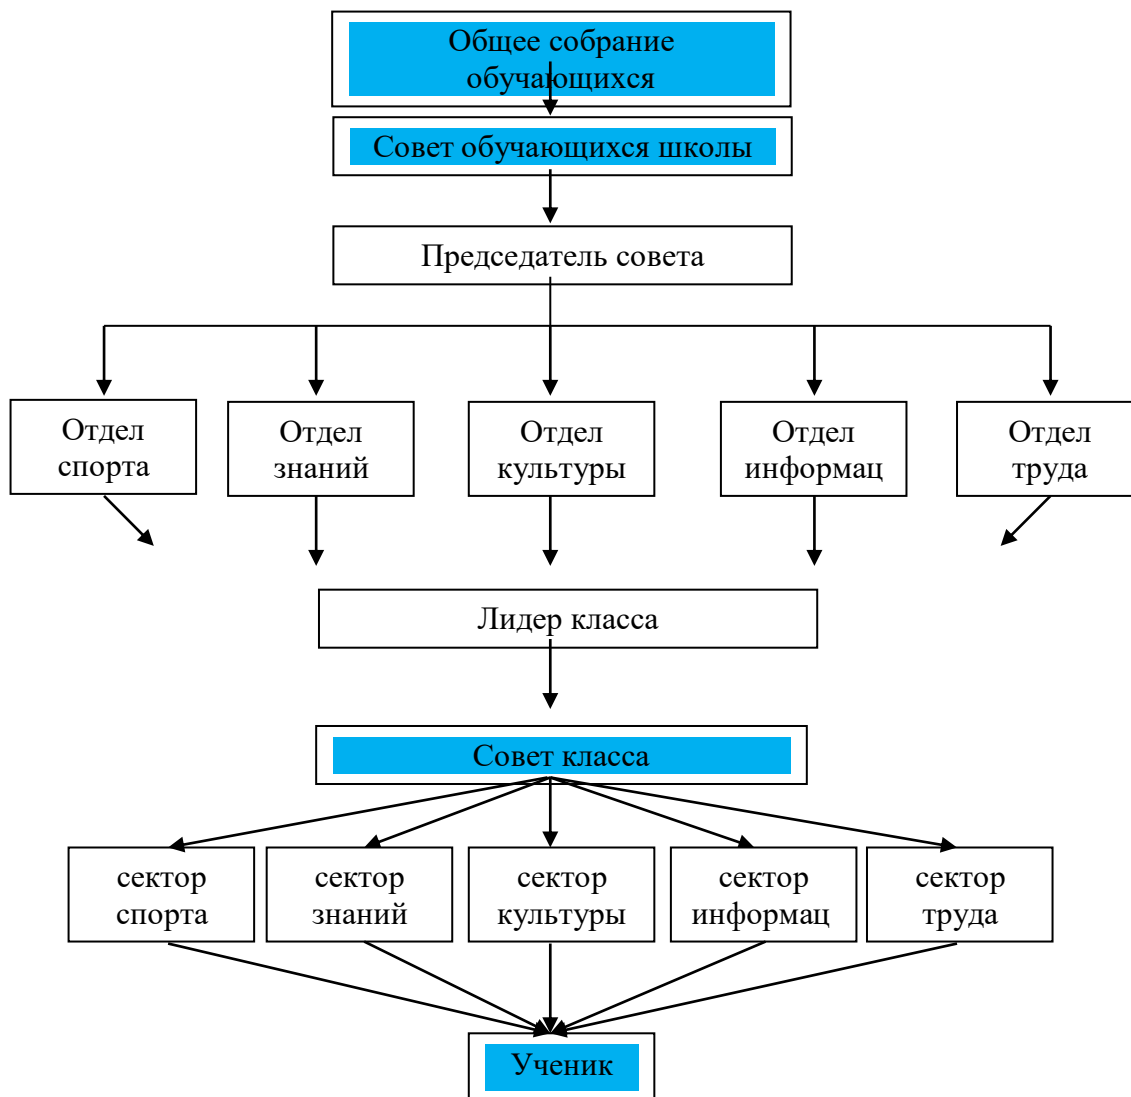 Общее собрание
обучающихся
Совет обучающихся школы
Председатель совета
Отдел
спорта
Отдел
знаний
Отдел
культуры
Отдел
информац
Отдел
труда
Лидер класса
Совет класса
сектор
спорта
сектор
знаний
сектор
культуры
сектор
информац
сектор
труда
Ученик